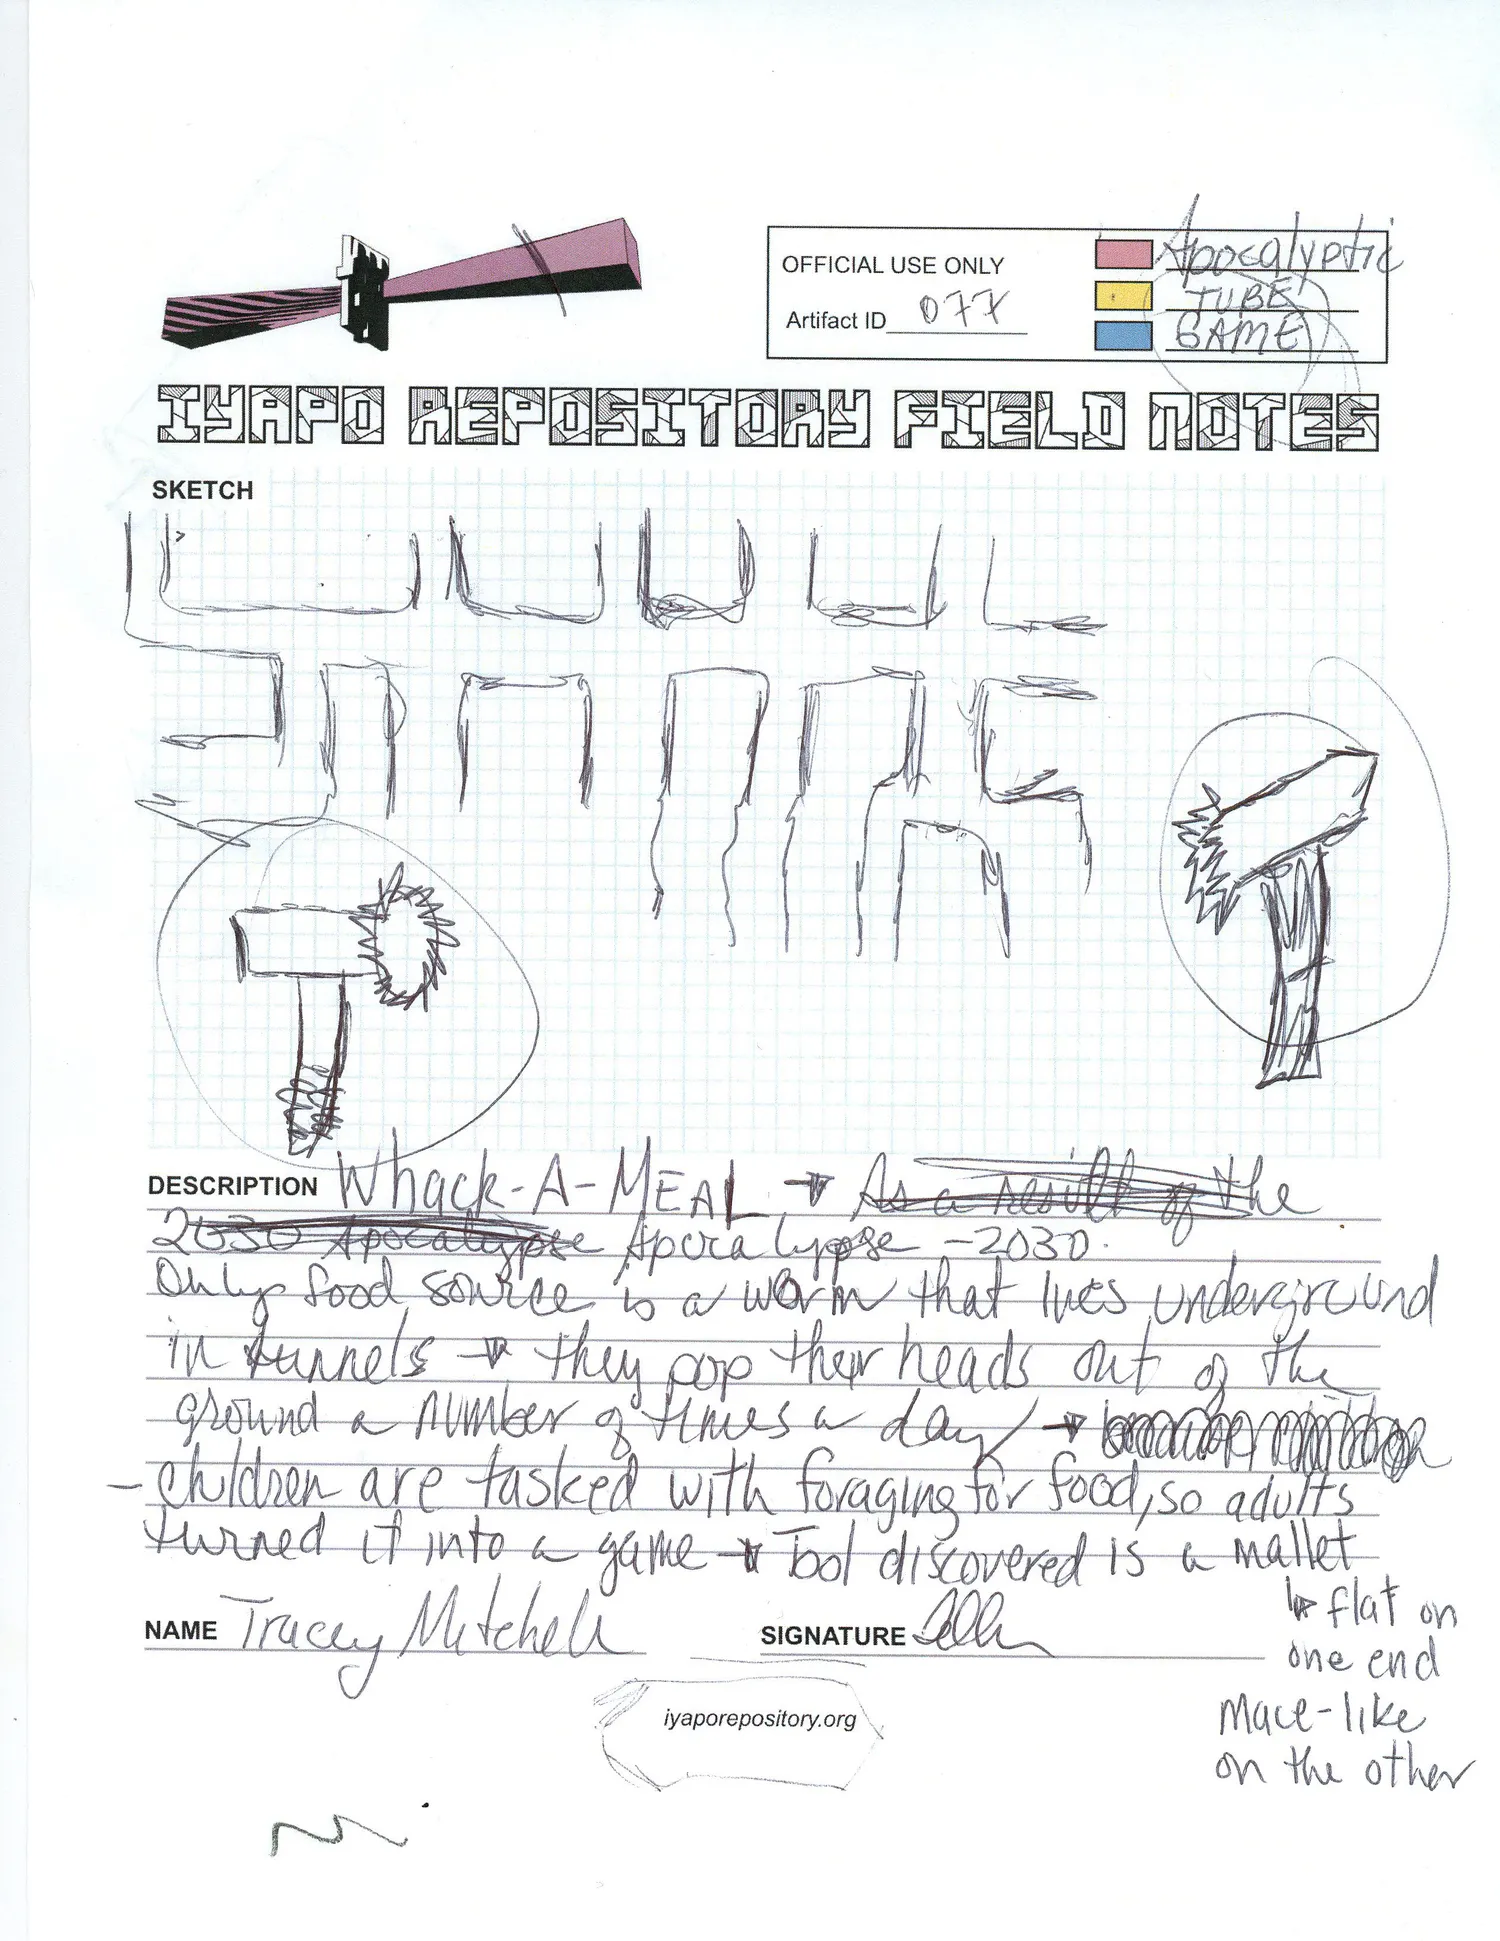 OFFICIAL USE ONLY
Artifact ID 077
Apocalyptic
TUBE
GAME
IYAPO REPOSITORY FIELD NOTES
SKETCH
DESCRIPTION Whack-A-MEAL → As a result of the
2030 Apocalypse Apocalypse - 2030.
Only food source is a worm that lives underground
in tunnels → they pop their heads out of the
ground a number of times a day →
- children are tasked with foraging for food, so adults
turned it into a game → Tool discovered is a mallet
↳ flat on
one end
mace-like
on the other
NAME Tracey Mitchell
SIGNATURE
iyaporepository.org